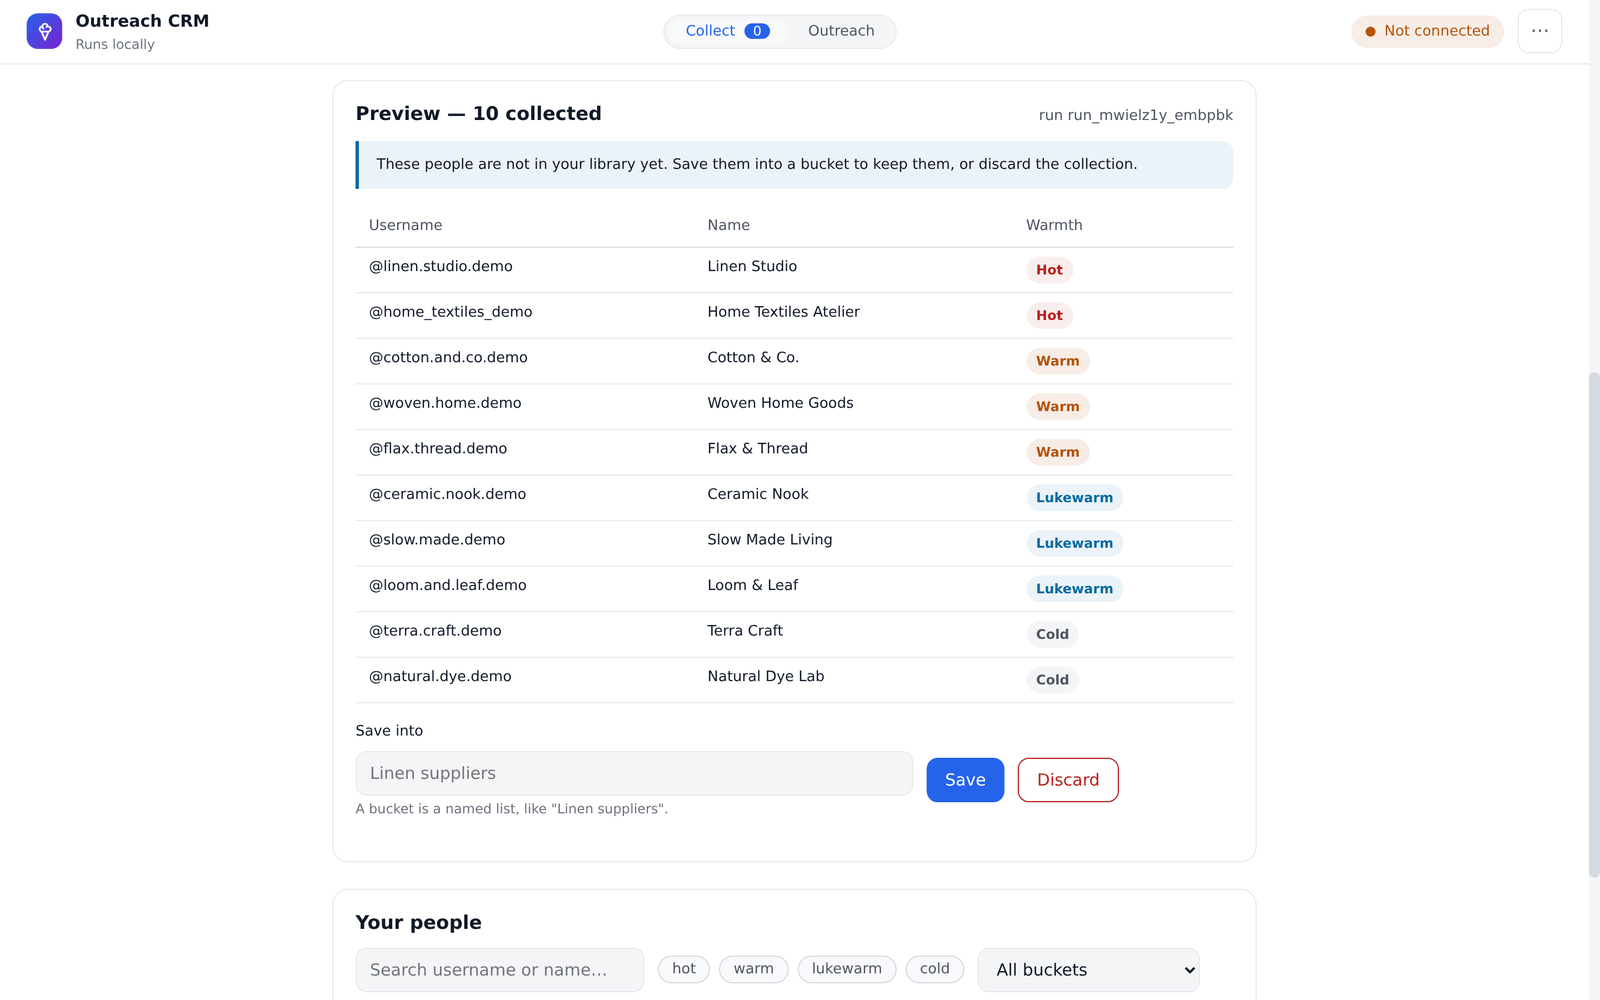 Outreach CRM
Runs locally
Collect 0
Outreach
Not connected
...
Preview — 10 collected
run run_mwielz1y_embpbk
These people are not in your library yet. Save them into a bucket to keep them, or discard the collection.
Username Name Warmth
@linen.studio.demo Linen Studio Hot
@home_textiles_demo Home Textiles Atelier Hot
@cotton.and.co.demo Cotton & Co. Warm
@woven.home.demo Woven Home Goods Warm
@flax.thread.demo Flax & Thread Warm
@ceramic.nook.demo Ceramic Nook Lukewarm
@slow.made.demo Slow Made Living Lukewarm
@loom.and.leaf.demo Loom & Leaf Lukewarm
@terra.craft.demo Terra Craft Cold
@natural.dye.demo Natural Dye Lab Cold
Save into
Linen suppliers Save Discard
A bucket is a named list, like "Linen suppliers".
Your people
Search username or name... hot warm lukewarm cold All buckets